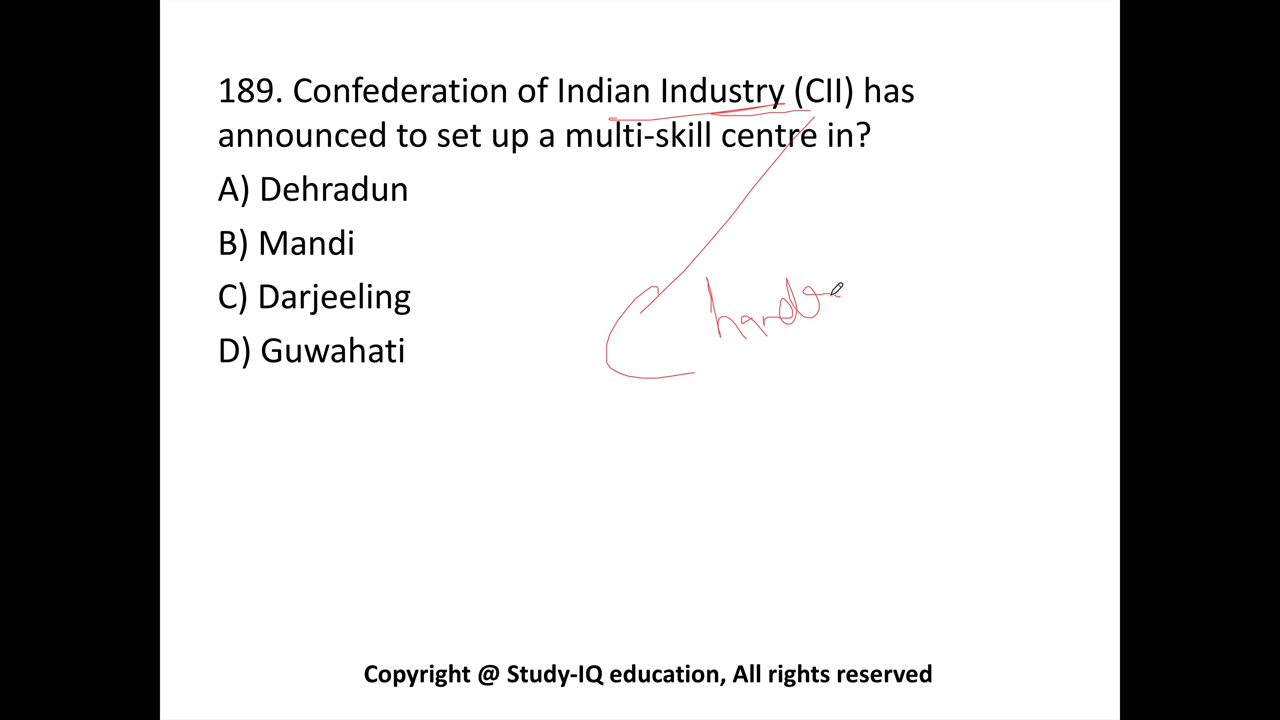 189. Confederation of Indian Industry (CII) has
announced to set up a multi-skill centre in?
A) Dehradun
B) Mandi
C) Darjeeling
D) Guwahati
Copyright @ Study-IQ education, All rights reserved